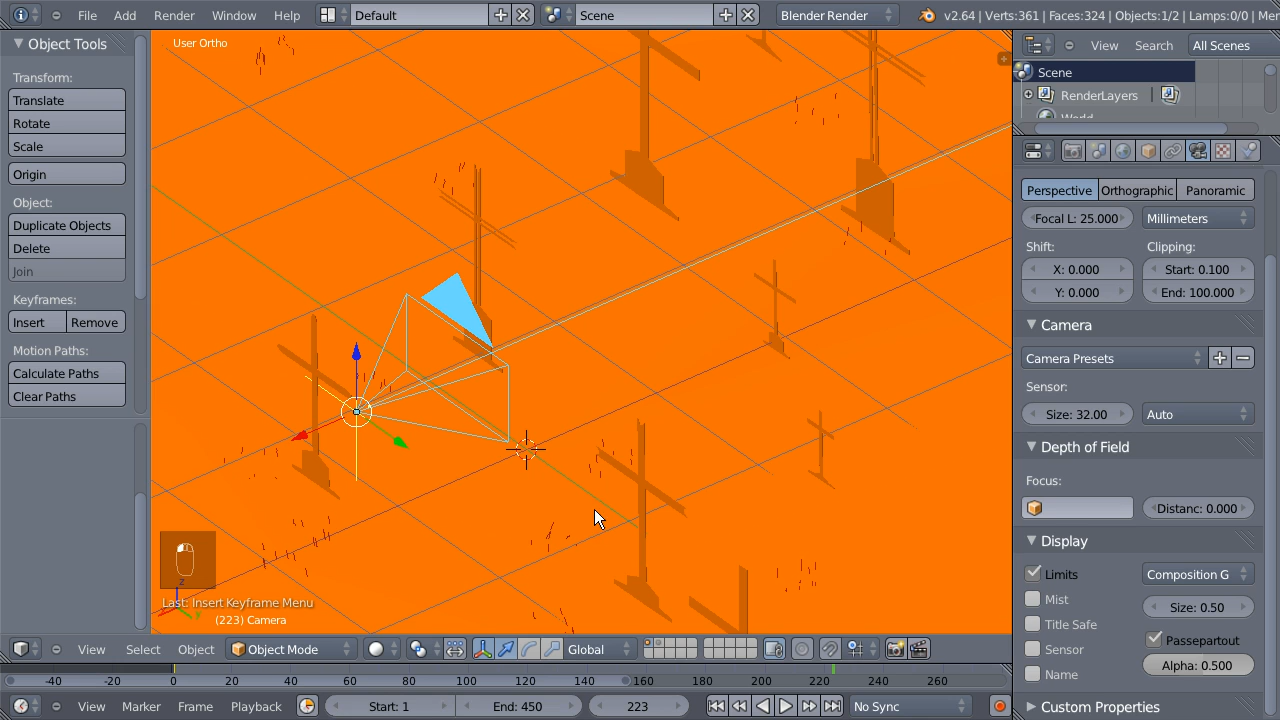 File Add Render Window Help Default Scene Blender Render v2.64 | Verts:361 | Faces:324 | Objects:1/2 | Lamps:0/0 |
Object Tools
Transform:
Translate
Rotate
Scale
Origin
Object:
Duplicate Objects
Delete
Join
Keyframes:
Insert Remove
Motion Paths:
Calculate Paths
Clear Paths
User Ortho
z
Last: Insert Keyframe Menu
(223) Camera
View Search All Scenes
Scene
RenderLayers |
World
Perspective Orthographic Panoramic
Focal L: 25.000 Millimeters
Shift: Clipping:
X: 0.000 Start: 0.100
Y: 0.000 End: 100.000
Camera
Camera Presets
Sensor:
Size: 32.00 Auto
Depth of Field
Focus:
Distanc: 0.000
Display
Limits Composition G
Mist Size: 0.50
Title Safe
Sensor Passepartout
Name Alpha: 0.500
Custom Properties
View Select Object Object Mode Global
-40 -20 0 20 40 60 80 100 120 140 160 180 200 220 240 260
View Marker Frame Playback Start: 1 End: 450 223 No Sync